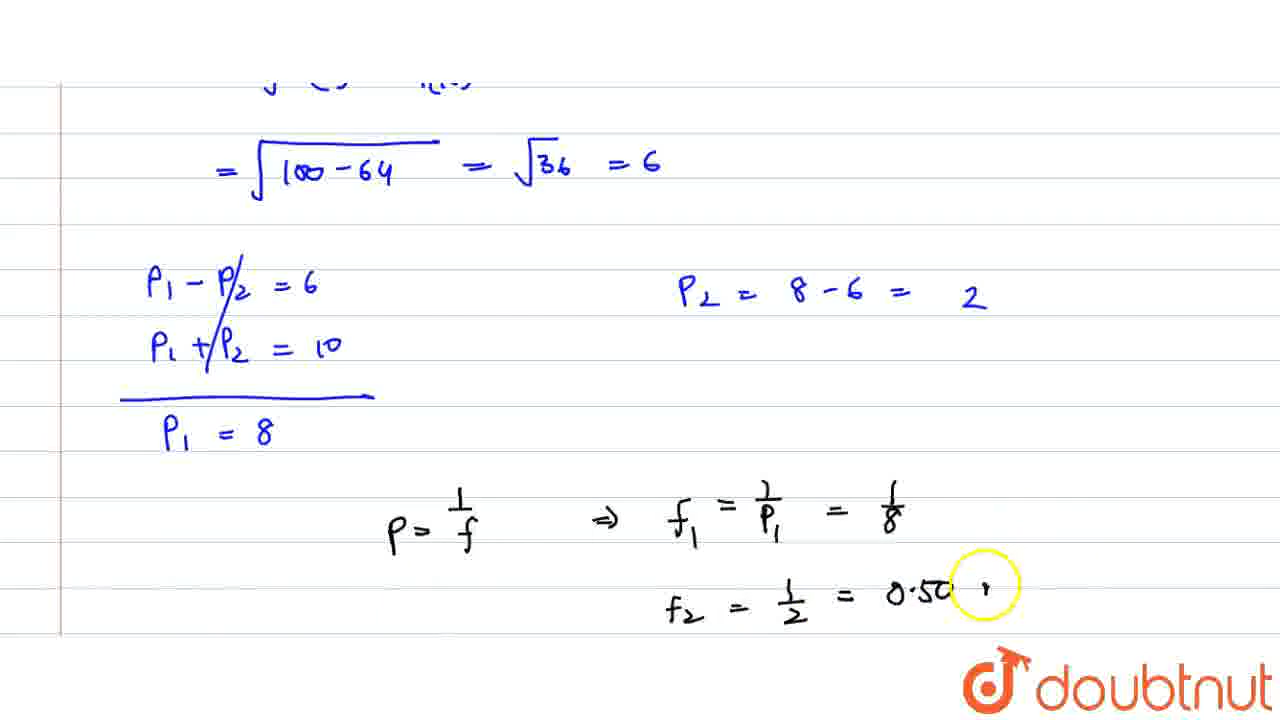 = √100 - 64 = √36 = 6
P1 - P2 = 6
P2 = 8 - 6 = 2
P1 + P2 = 10
P1 = 8
P = 1/f ⇒ f1 = 1/P1 = 1/8
f2 = 1/2 = 0.50
doubtnut